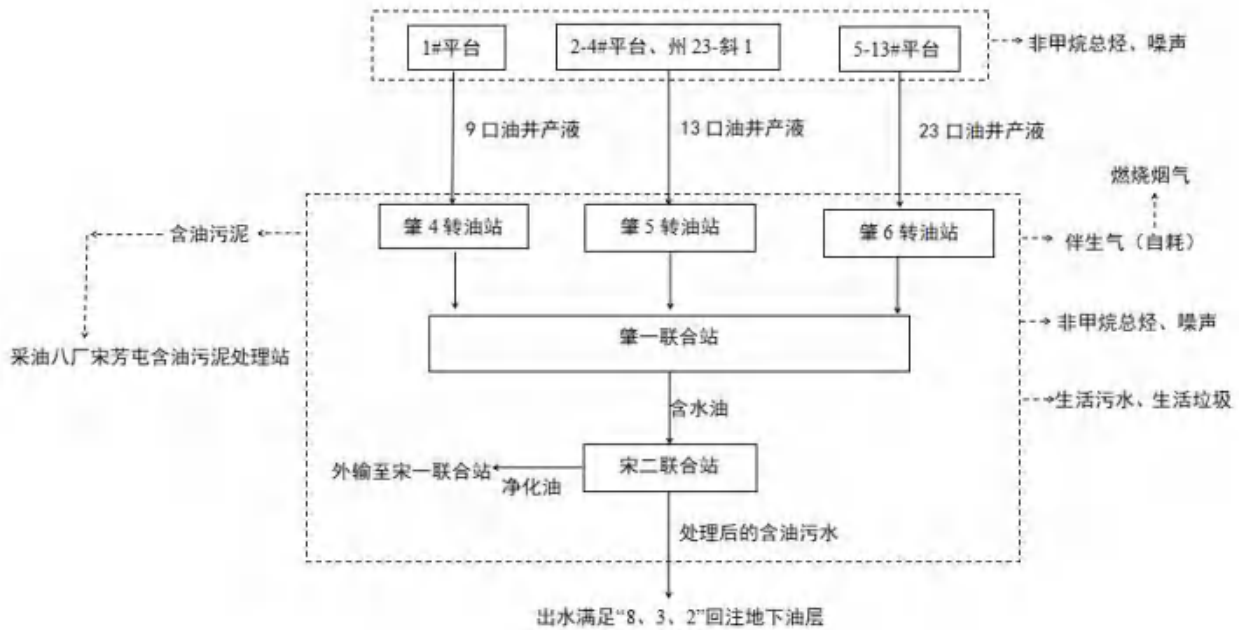 1#平台
2-4#平台、州 23-斜 1
5-13#平台
非甲烷总烃、噪声
9 口油井产液
13 口油井产液
23 口油井产液
燃烧烟气
含油污泥
肇 4 转油站
肇 5 转油站
肇 6 转油站
伴生气（自耗）
肇一联合站
非甲烷总烃、噪声
采油八厂宋芳屯含油污泥处理站
生活污水、生活垃圾
含水油
外输至宋一联合站
净化油
宋二联合站
处理后的含油污水
出水满足“8、3、2”回注地下油层